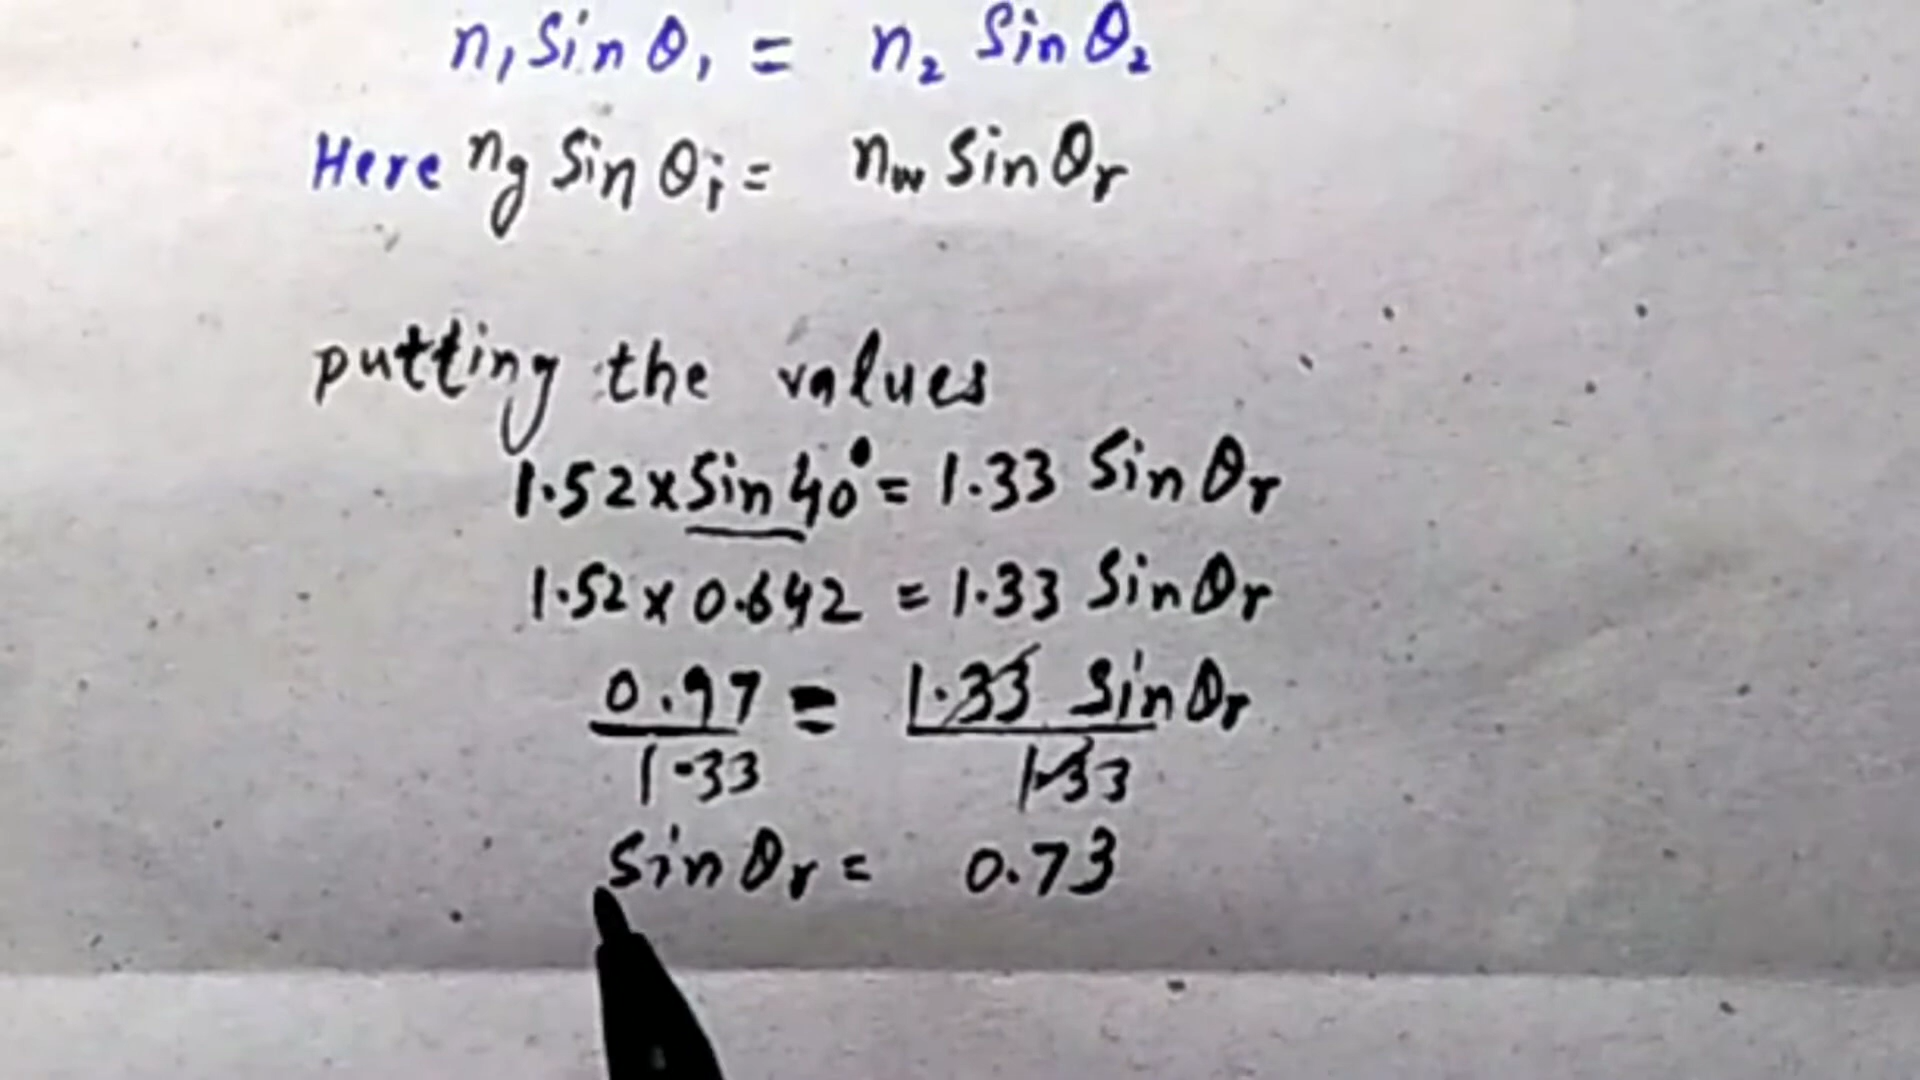 n₁ Sin θ₁ = n₂ Sin θ₂
Here ng Sin θi = nw Sin θr
putting the values
1.52 x Sin 40° = 1.33 Sin θr
1.52 x 0.642 = 1.33 Sin θr
0.97 = 1.33 Sin θr
1.33 1.33
Sin θr = 0.73